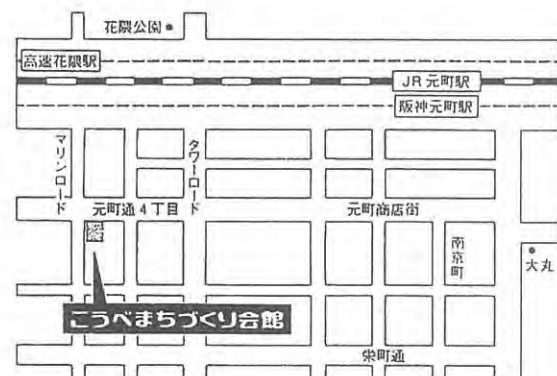 花隈公園
高速花隈駅
JR 元町駅
阪神元町駅
マリンロード
タワーロード
元町通4丁目
元町商店街
南京町
大丸
こうべまちづくり会館
栄町通